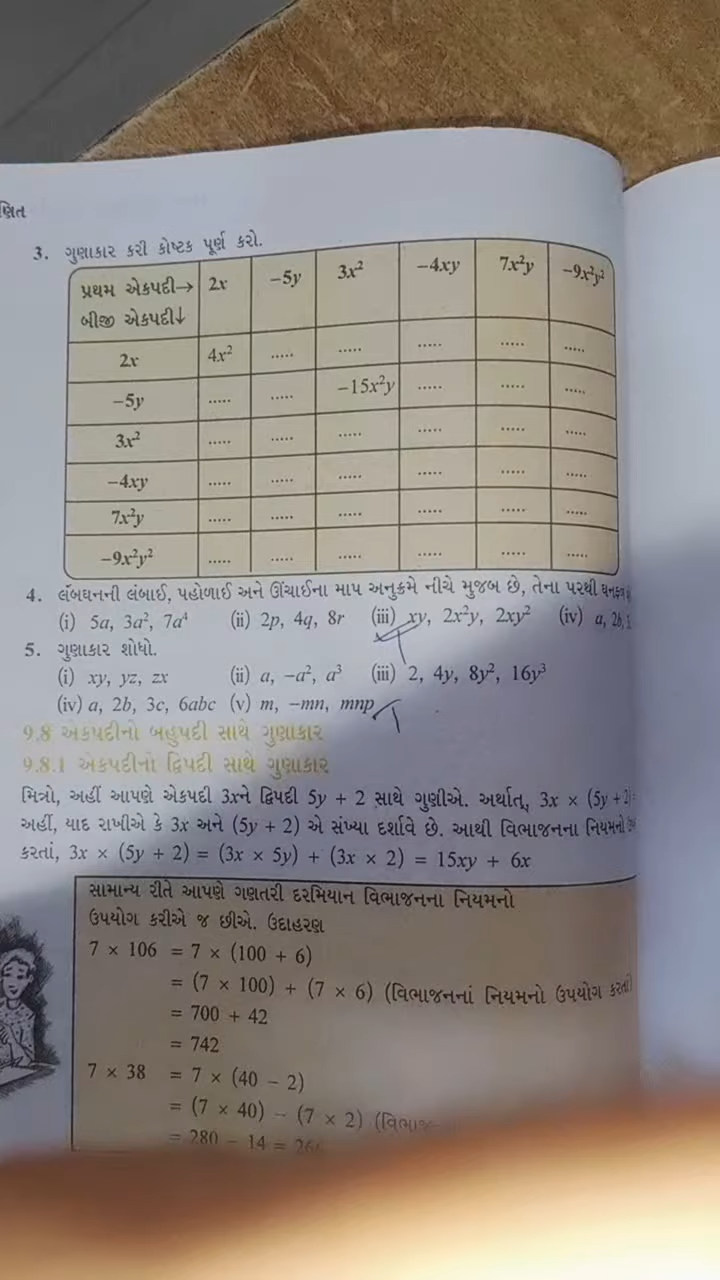 ણિત
3. ગુણાકાર કરી કોષ્ટક પૂર્ણ કરો.
પ્રથમ એકપદી→ 2x −5y 3x² −4xy 7x²y −9x²y²
બીજી એકપદી↓
2x 4x² ..... ..... ..... ..... .....
−5y ..... ..... −15x²y ..... ..... .....
3x² ..... ..... ..... ..... ..... .....
−4xy ..... ..... ..... ..... ..... .....
7x²y ..... ..... ..... ..... ..... .....
−9x²y² ..... ..... ..... ..... ..... .....
4. લંબઘનની લંબાઈ, પહોળાઈ અને ઊંચાઈના માપ અનુક્રમે નીચે મુજબ છે, તેના પરથી
(i) 5a, 3a², 7a⁴ (ii) 2p, 4q, 8r (iii) xy, 2x²y, 2xy² (iv) a, 2b,
5. ગુણાકાર શોધો.
(i) xy, yz, zx (ii) a, −a², a³ (iii) 2, 4y, 8y², 16y³
(iv) a, 2b, 3c, 6abc (v) m, −mn, mnp
9.8 એકપદીનો બહુપદી સાથે ગુણાકાર
9.8.1 એકપદીનો દ્વિપદી સાથે ગુણાકાર
મિત્રો, અહીં આપણે એકપદી 3xને દ્વિપદી 5y + 2 સાથે ગુણીએ. અર્થાત્, 3x × (5y + 2) =
અહીં, યાદ રાખીએ કે 3x અને (5y + 2) એ સંખ્યા દર્શાવે છે. આથી વિભાજનના નિયમનો
કરતાં, 3x × (5y + 2) = (3x × 5y) + (3x × 2) = 15xy + 6x
સામાન્ય રીતે આપણે ગણતરી દરમિયાન વિભાજનના નિયમનો
ઉપયોગ કરીએ જ છીએ. ઉદાહરણ
7 × 106 = 7 × (100 + 6)
= (7 × 100) + (7 × 6) (વિભાજનનાં નિયમનો ઉપયોગ કરતાં)
= 700 + 42
= 742
7 × 38 = 7 × (40 − 2)
= (7 × 40) − (7 × 2)
= 280 − 14 =